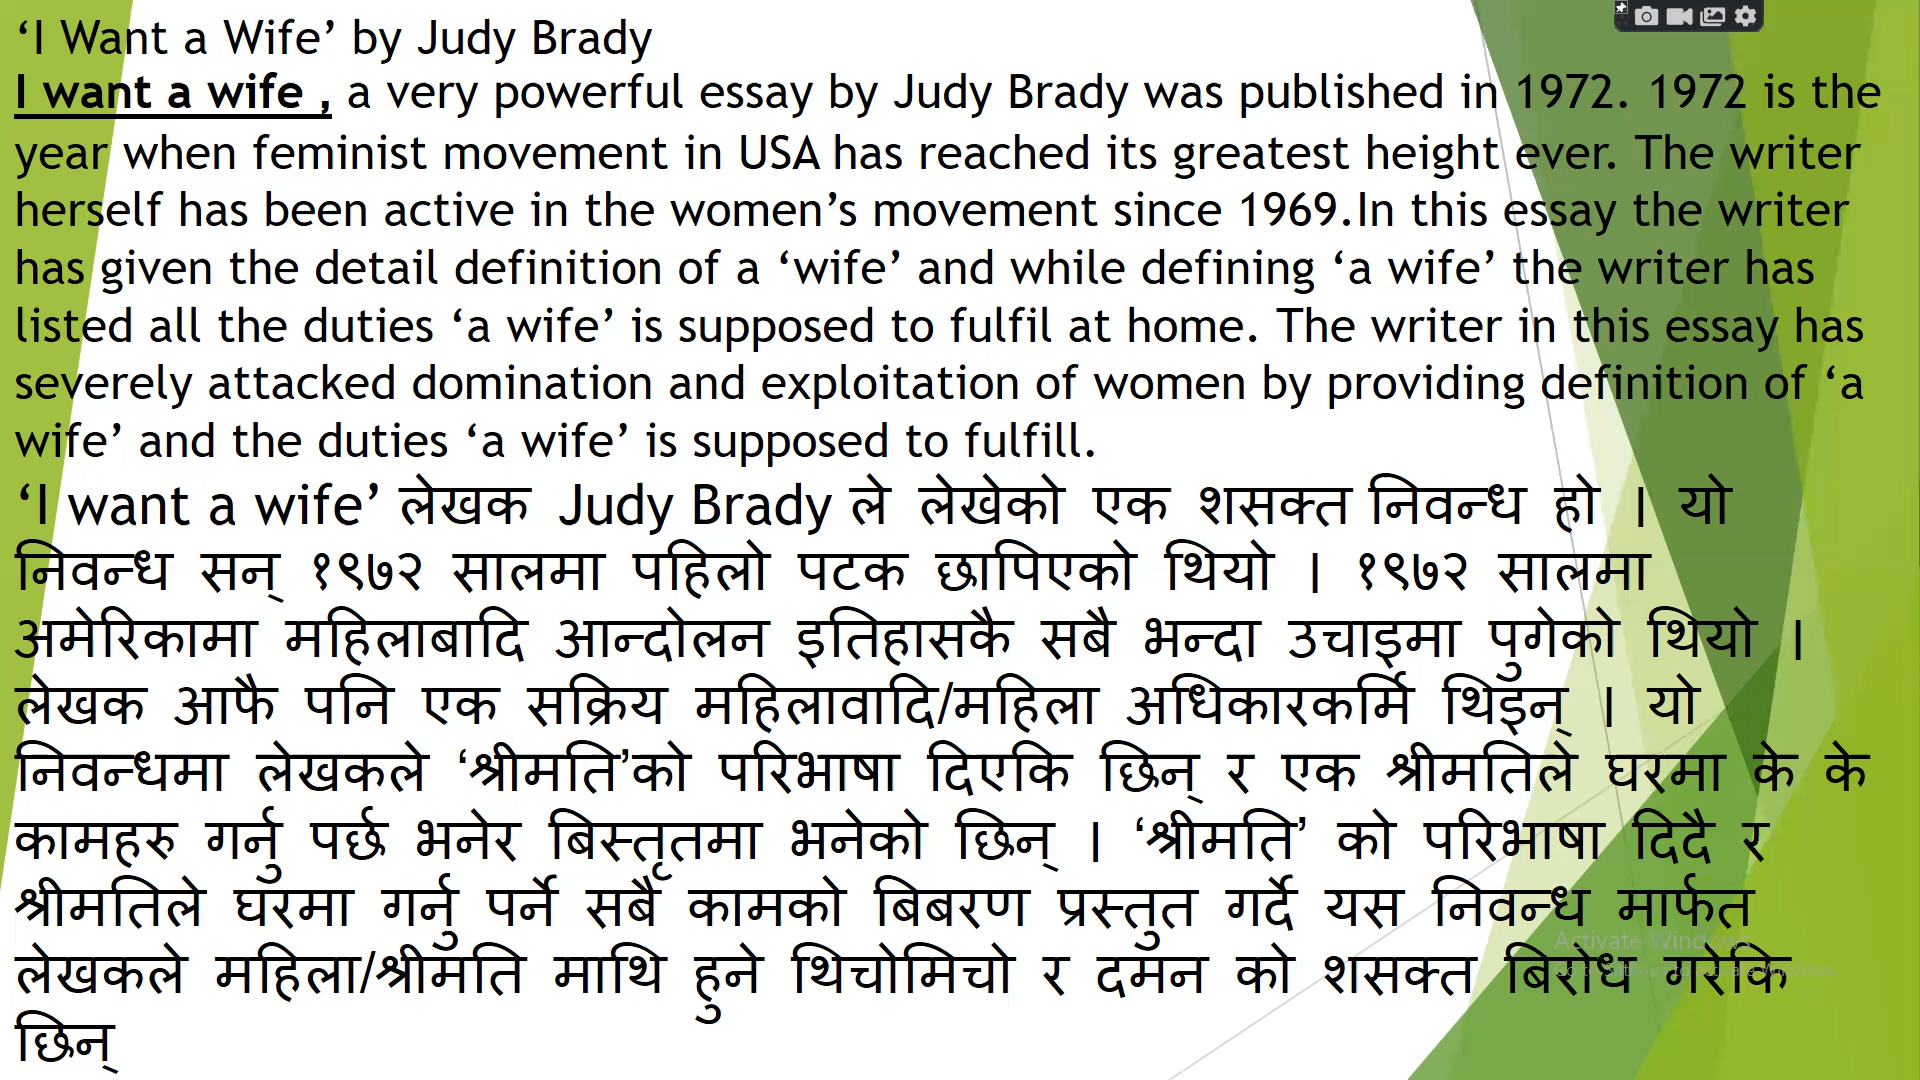 ‘I Want a Wife’ by Judy Brady
I want a wife , a very powerful essay by Judy Brady was published in 1972. 1972 is the
year when feminist movement in USA has reached its greatest height ever. The writer
herself has been active in the women’s movement since 1969.In this essay the writer
has given the detail definition of a ‘wife’ and while defining ‘a wife’ the writer has
listed all the duties ‘a wife’ is supposed to fulfil at home. The writer in this essay has
severely attacked domination and exploitation of women by providing definition of ‘a
wife’ and the duties ‘a wife’ is supposed to fulfill.
‘I want a wife’ लेखक Judy Brady ले लेखेको एक शसक्त निवन्ध हो । यो
निवन्ध सन् १९७२ सालमा पहिलो पटक छापिएको थियो । १९७२ सालमा
अमेरिकामा महिलाबादि आन्दोलन इतिहासकै सबै भन्दा उचाइमा पुगेको थियो ।
लेखक आफै पनि एक सक्रिय महिलावादि/महिला अधिकारकर्मि थिइन् । यो
निवन्धमा लेखकले ‘श्रीमति’को परिभाषा दिएकि छिन् र एक श्रीमतिले घरमा के के
कामहरु गर्नु पर्छ भनेर बिस्तृतमा भनेको छिन् । ‘श्रीमति’ को परिभाषा दिदै र
श्रीमतिले घरमा गर्नु पर्ने सबै कामको बिबरण प्रस्तुत गर्दे यस निवन्ध मार्फत
लेखकले महिला/श्रीमति माथि हुने थिचोमिचो र दमन को शसक्त बिरोध गरेकि
छिन्
Activate Windows
Go to Settings to activate Windows.